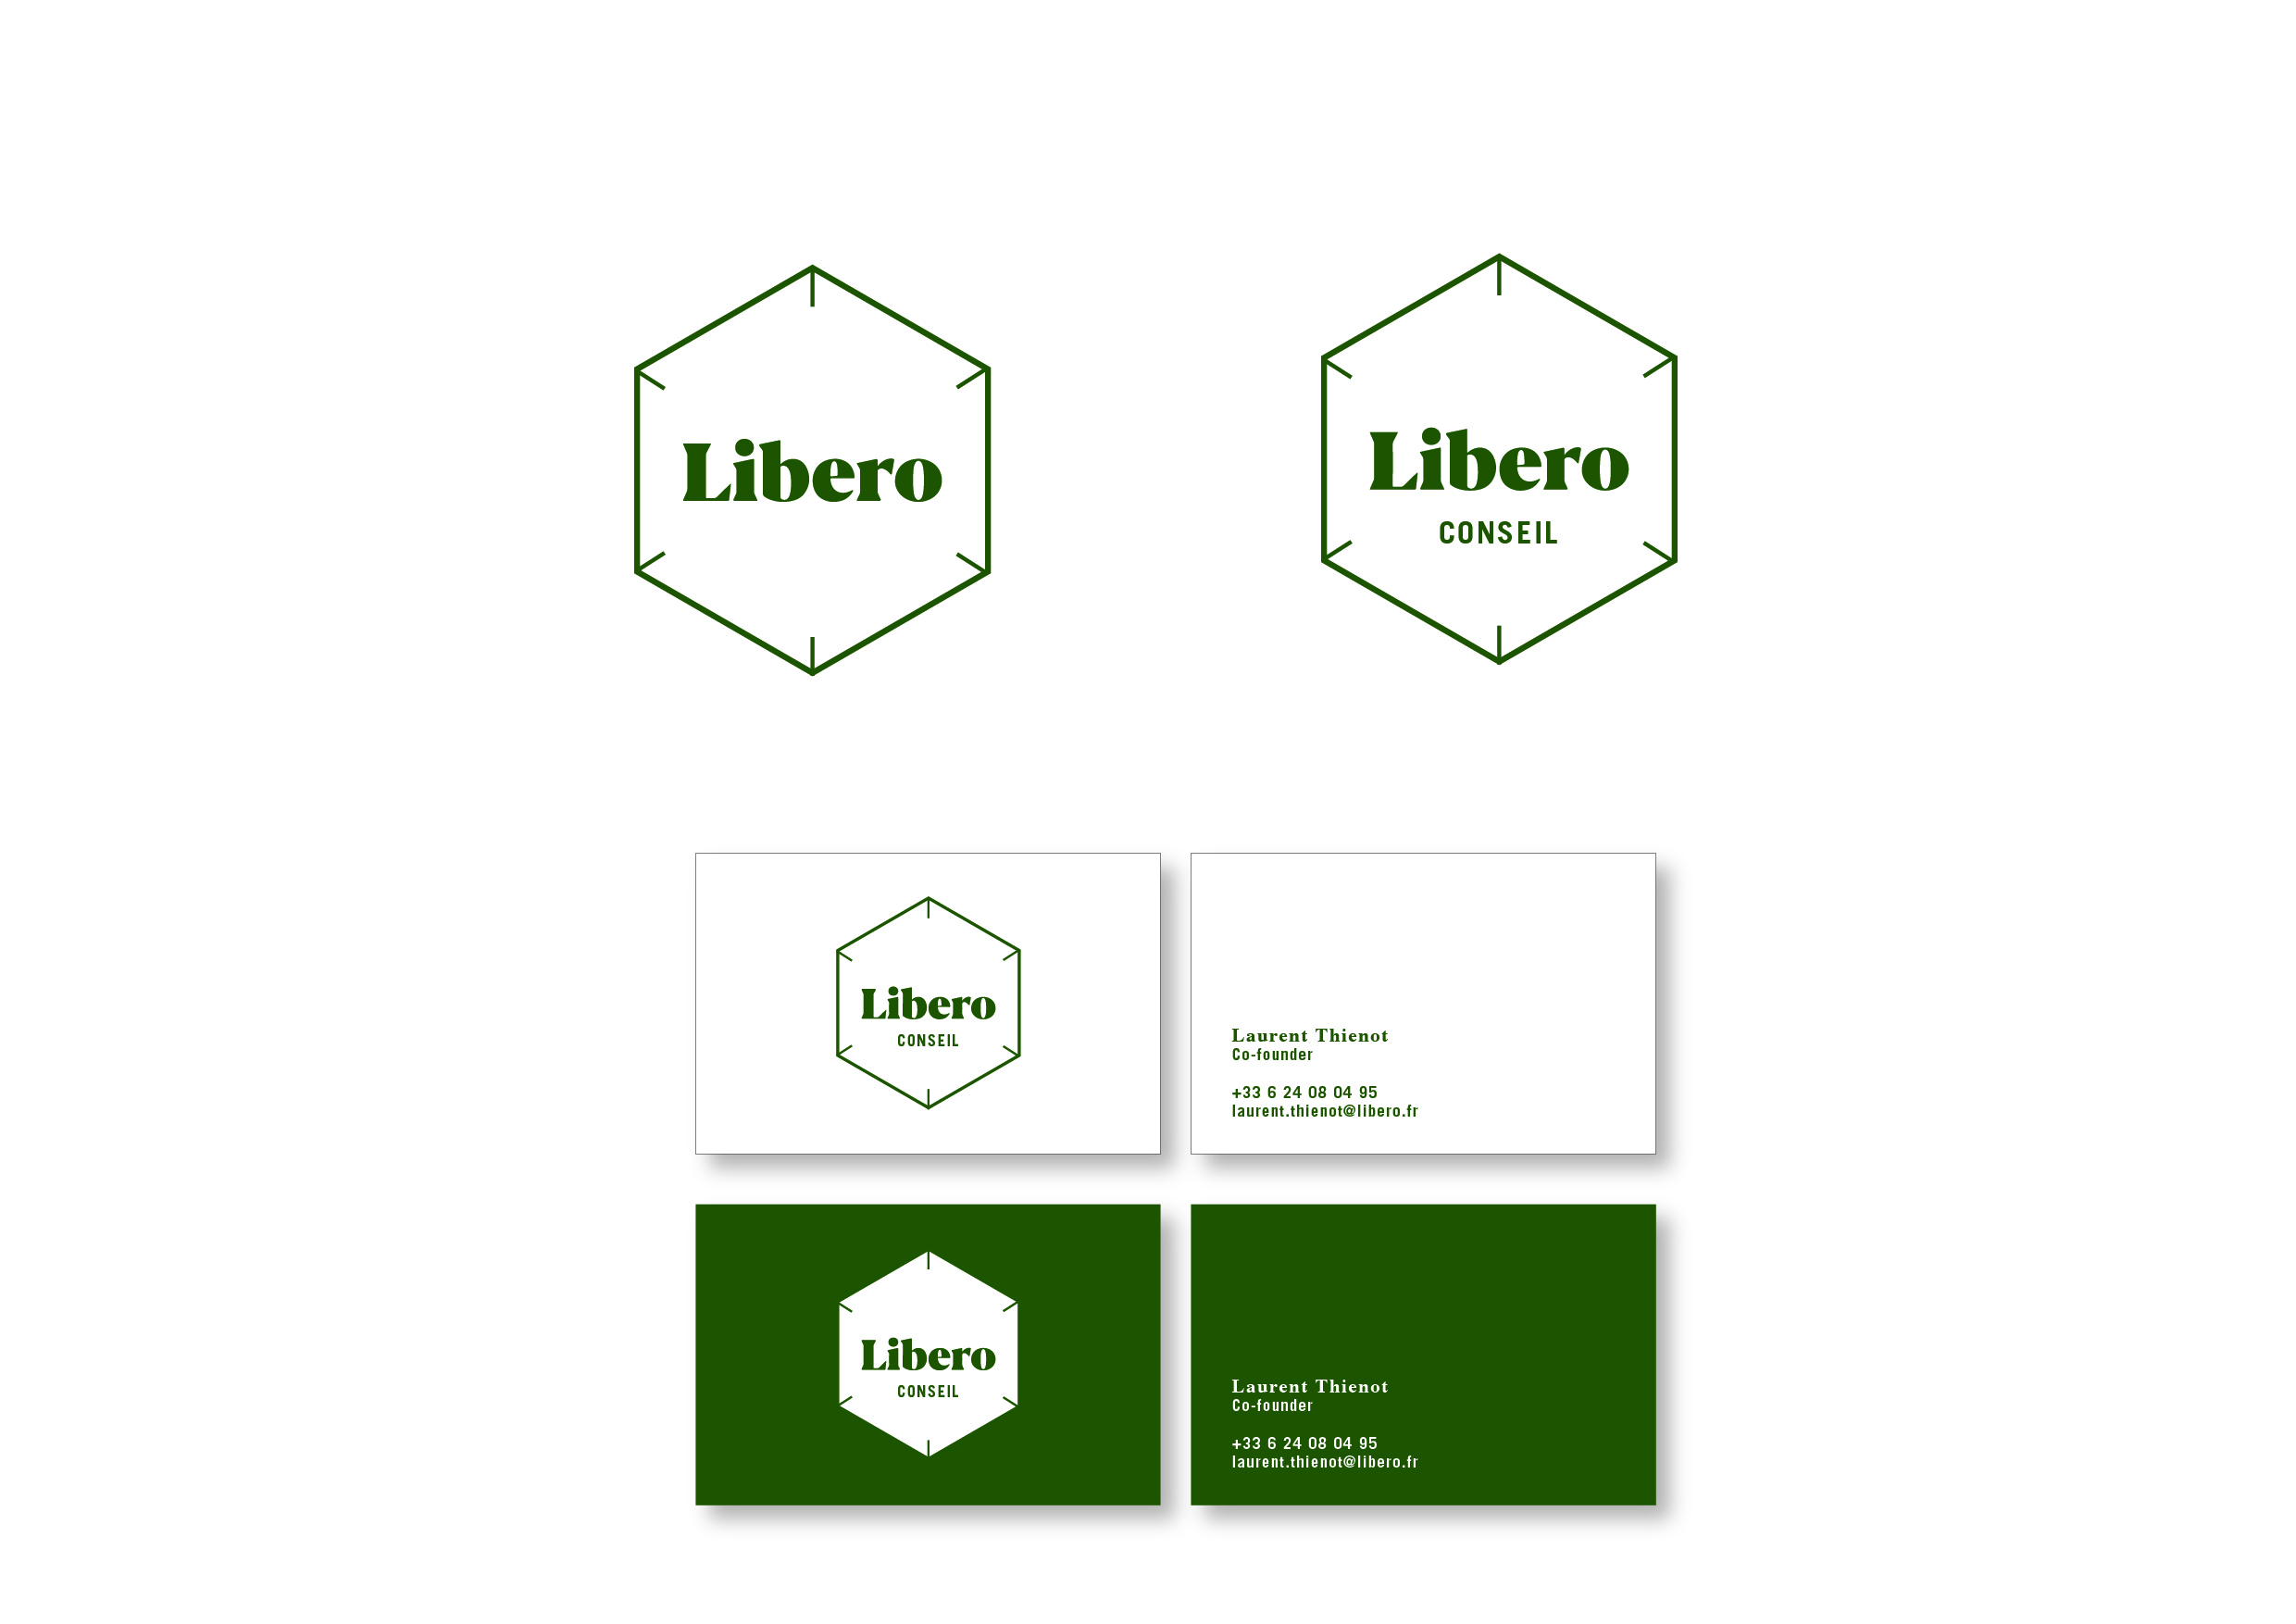 Libero
Libero
CONSEIL
Libero
CONSEIL
Laurent Thienot
Co-founder
+33 6 24 08 04 95
laurent.thienot@libero.fr
Libero
CONSEIL
Laurent Thienot
Co-founder
+33 6 24 08 04 95
laurent.thienot@libero.fr